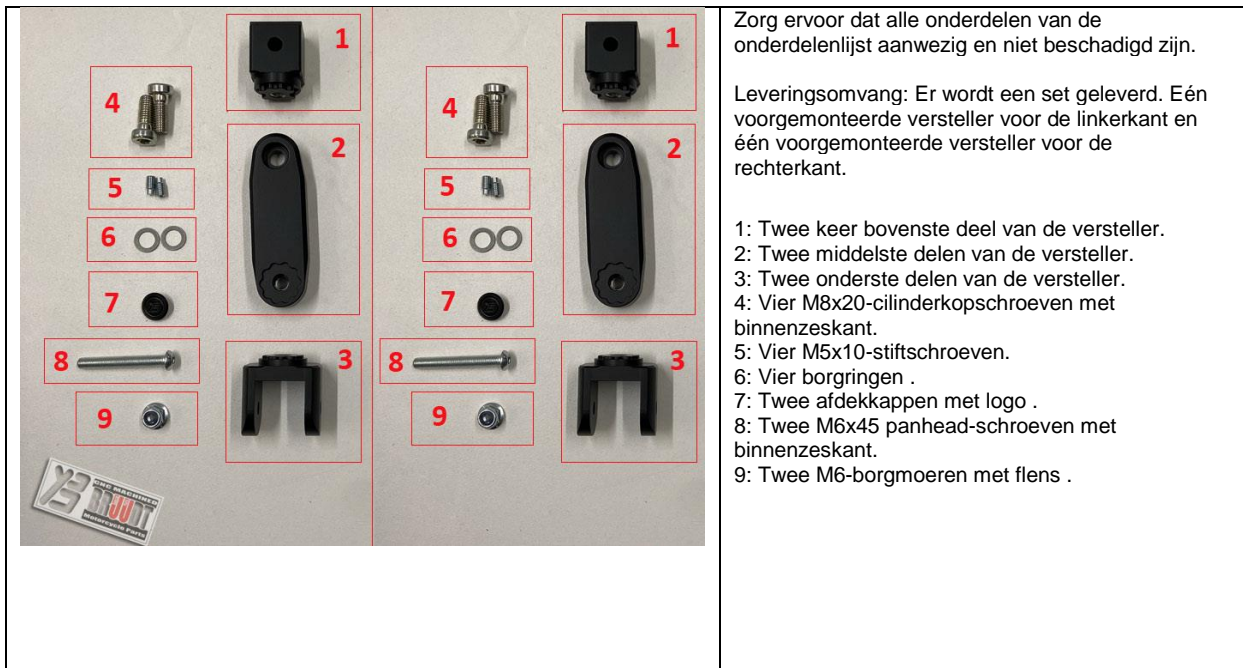 1
4
2
5
6
7
8
3
9
1
4
2
5
6
7
8
3
9
CNC MACHINED
Motorcycle Parts
Zorg ervoor dat alle onderdelen van de
onderdelenlijst aanwezig en niet beschadigd zijn.
Leveringsomvang: Er wordt een set geleverd. Eén
voorgemonteerde versteller voor de linkerkant en
één voorgemonteerde versteller voor de
rechterkant.
1: Twee keer bovenste deel van de versteller.
2: Twee middelste delen van de versteller.
3: Twee onderste delen van de versteller.
4: Vier M8x20-cilinderkopschroeven met
binnenzeskant.
5: Vier M5x10-stiftschroeven.
6: Vier borgringen .
7: Twee afdekkappen met logo .
8: Twee M6x45 panhead-schroeven met
binnenzeskant.
9: Twee M6-borgmoeren met flens .